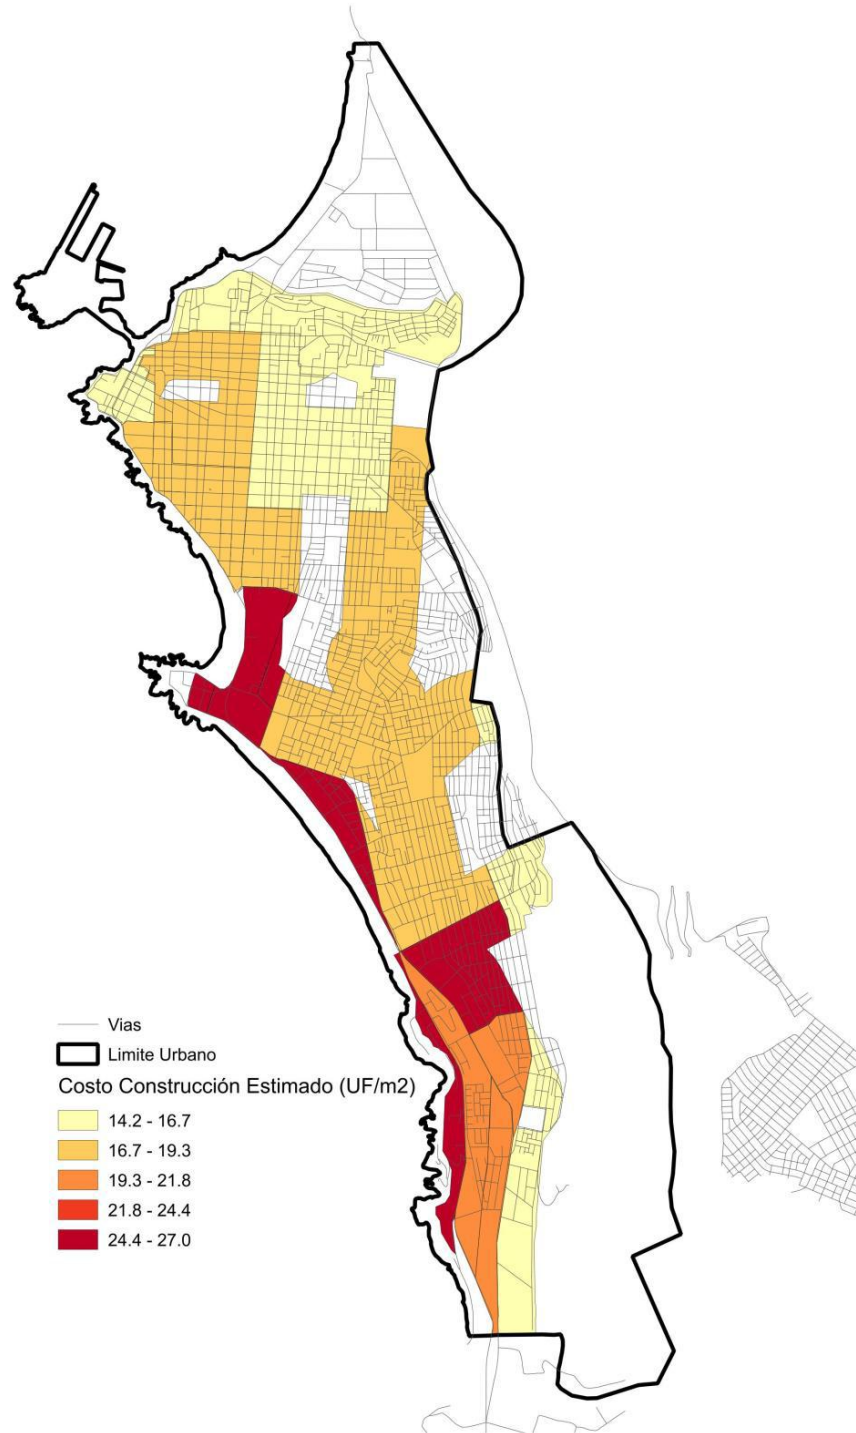 Vias
Limite Urbano
Costo Construcción Estimado (UF/m2)
14.2 - 16.7
16.7 - 19.3
19.3 - 21.8
21.8 - 24.4
24.4 - 27.0